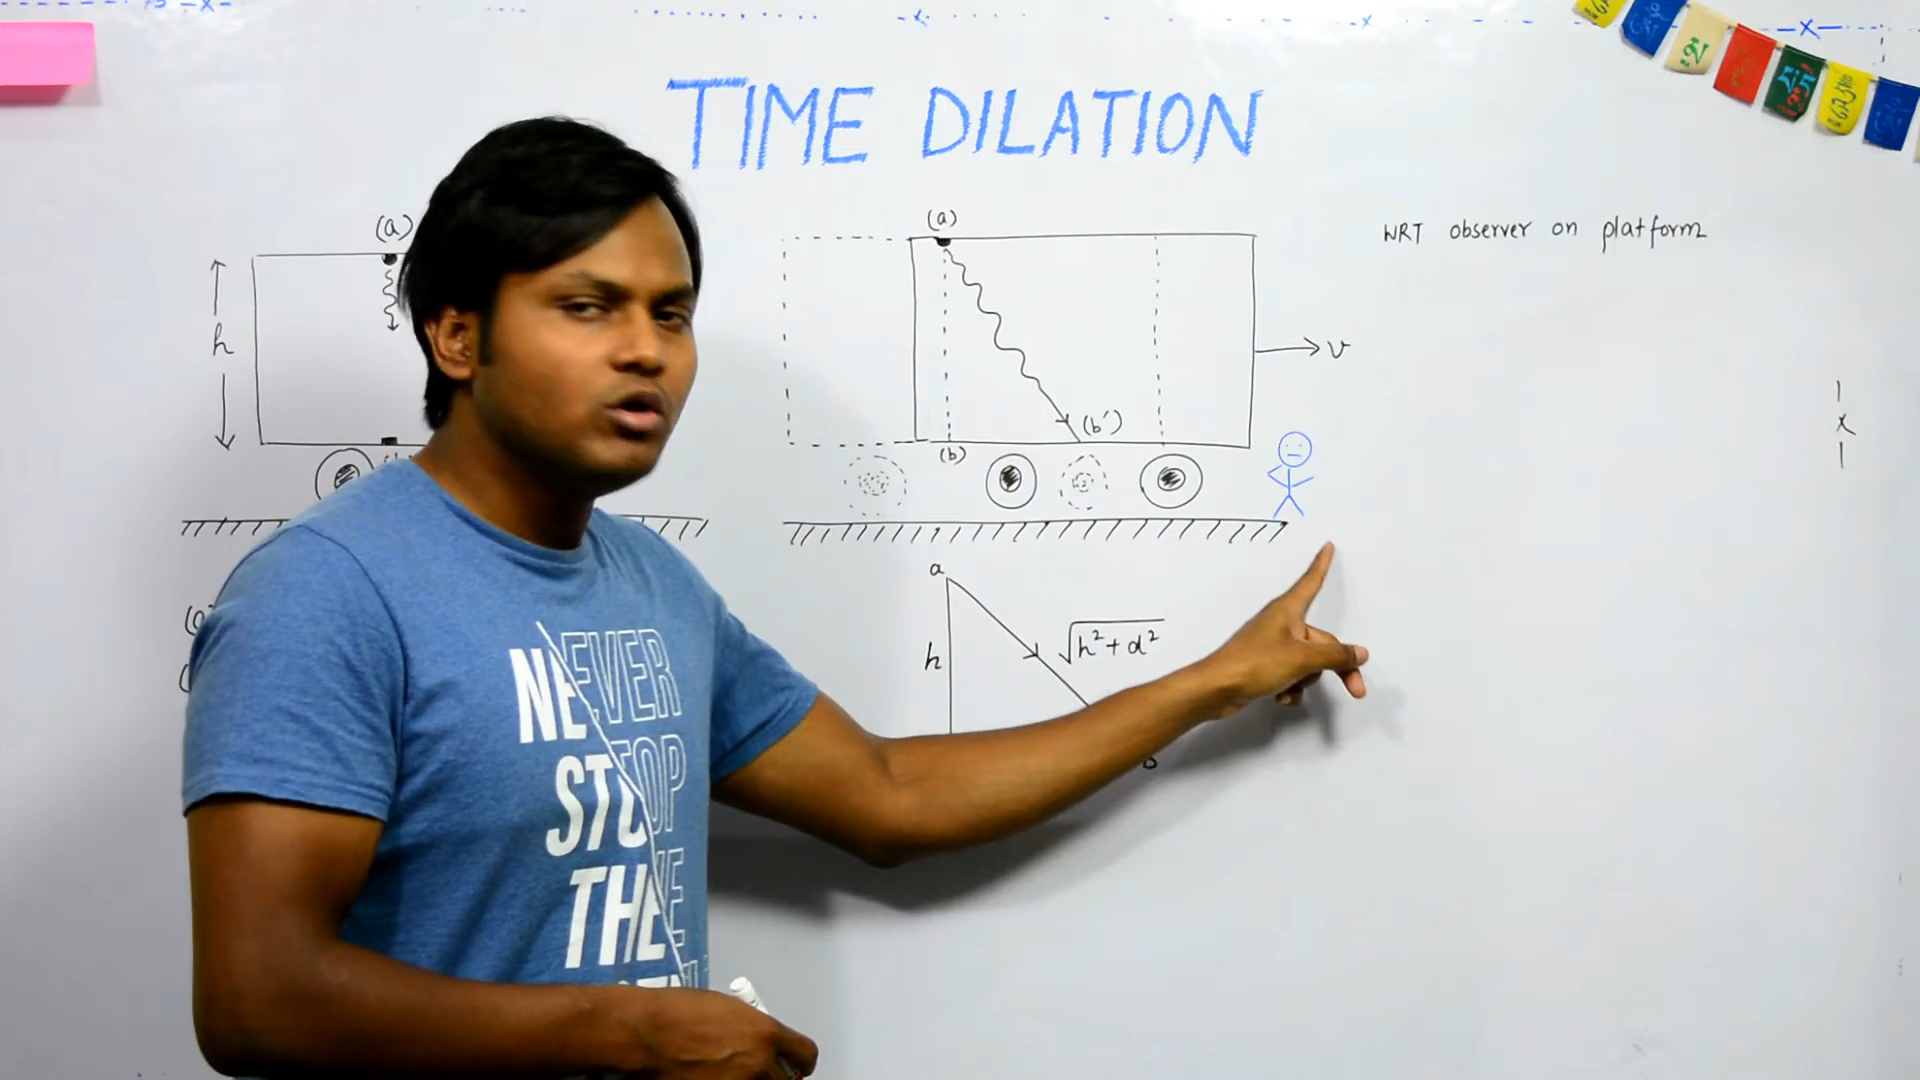 TIME DILATION
(a)
h
(a)
(b')
(b)
v
WRT observer on platform
a
h
√h²+d²
b
x
NEVER
STOP
THE